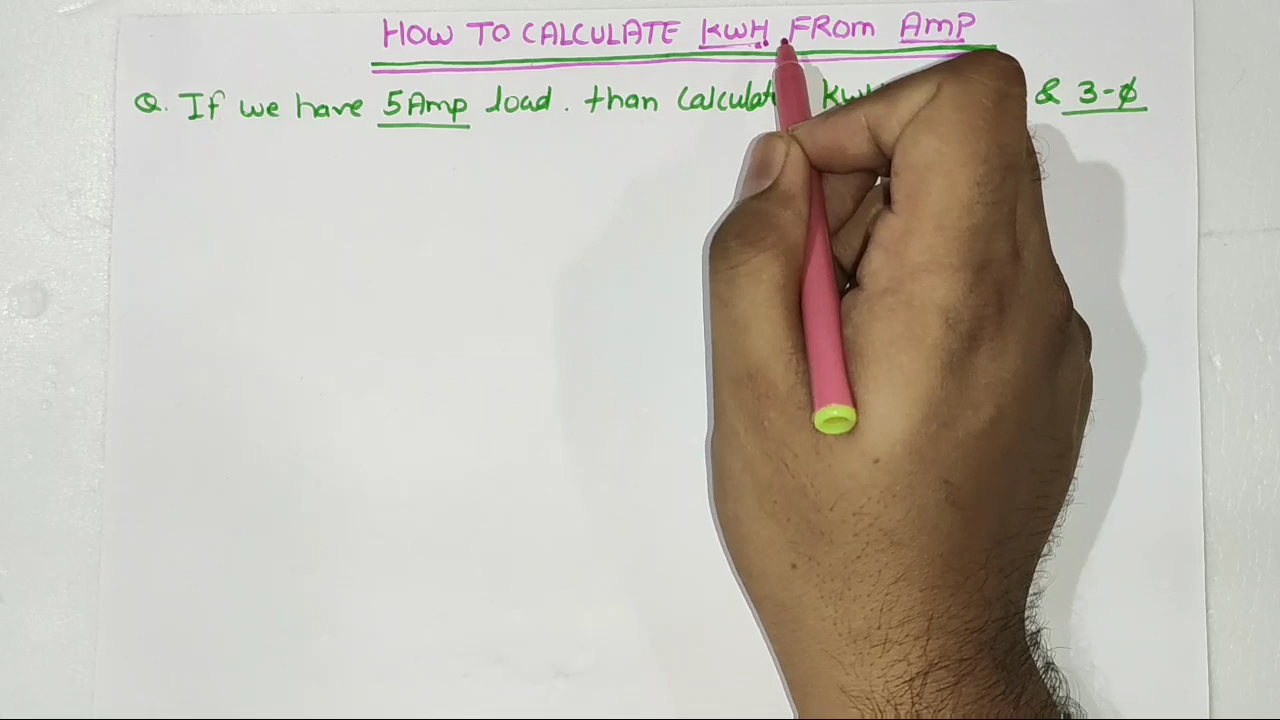 HOW TO CALCULATE KWH FROM AMP
Q. If we have 5Amp load. than Calculat & 3-ϕ